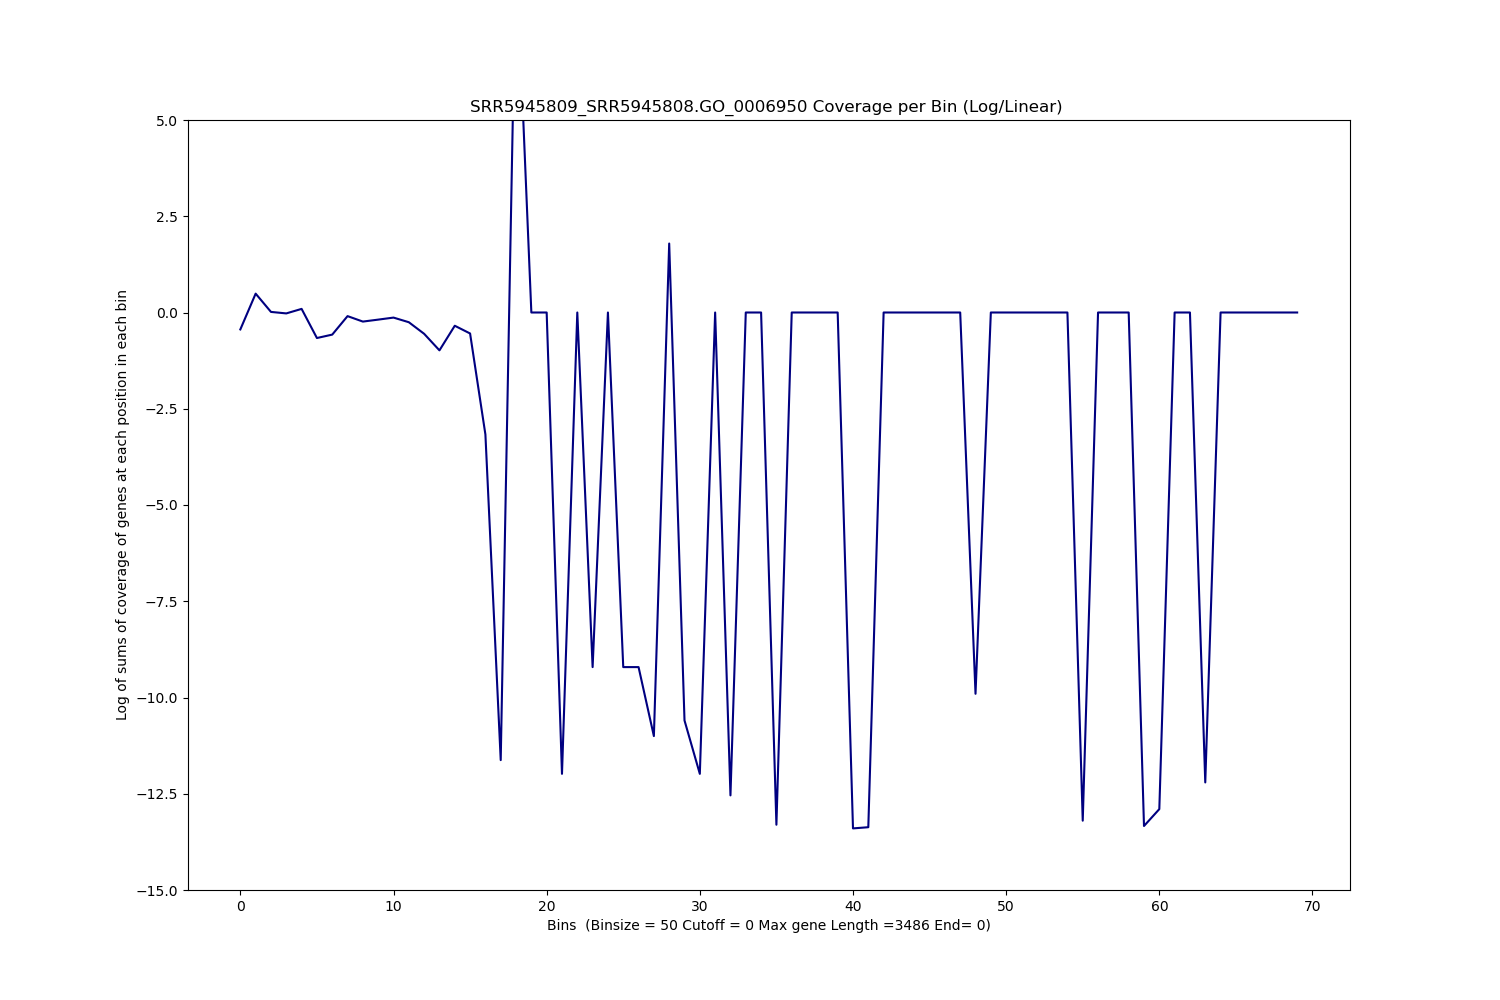 SRR5945809_SRR5945808.GO_0006950 Coverage per Bin (Log/Linear)
5.0
2.5
0.0
−2.5
−5.0
−7.5
−10.0
−12.5
−15.0
Log of sums of coverage of genes at each position in each bin
0 10 20 30 40 50 60 70
Bins  (Binsize = 50 Cutoff = 0 Max gene Length =3486 End= 0)